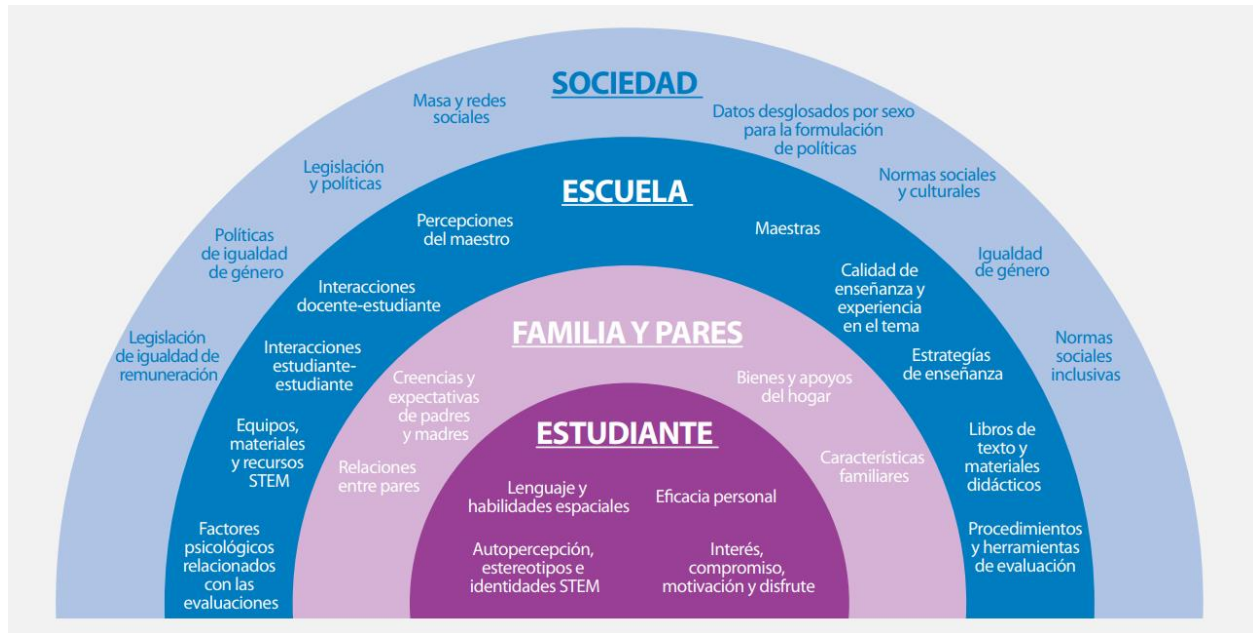 SOCIEDAD
Masa y redes
sociales
Datos desglosados por sexo
para la formulación
de políticas
Legislación
y políticas
Normas sociales
y culturales
Políticas
de igualdad
de género
Igualdad
de género
Legislación
de igualdad de
remuneración
Normas
sociales
inclusivas
ESCUELA
Percepciones
del maestro
Maestras
Interacciones
docente-estudiante
Calidad de
enseñanza y
experiencia
en el tema
Interacciones
estudiante-
estudiante
Estrategías
de enseñanza
Equipos,
materiales
y recursos
STEM
Libros de
texto y
materiales
didácticos
Factores
psicológicos
relacionados
con las
evaluaciones
Procedimientos
y herramientas
de evaluación
FAMILIA Y PARES
Creencias y
expectativas
de padres
y madres
Bienes y apoyos
del hogar
Relaciones
entre pares
Características
familiares
ESTUDIANTE
Lenguaje y
habilidades espaciales
Eficacia personal
Autopercepción,
estereotipos e
identidades STEM
Interés,
compromiso,
motivación y disfrute